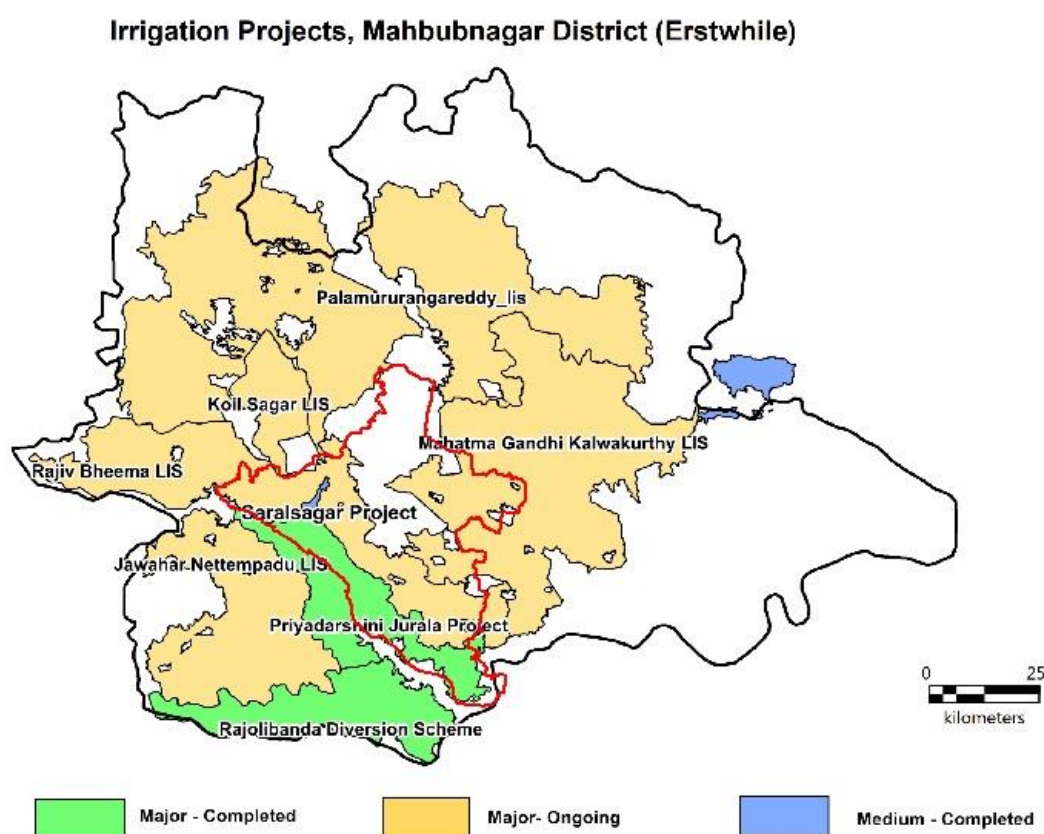 Irrigation Projects, Mahbubnagar District (Erstwhile)
Palamururangareddy_lis
Koil Sagar LIS
Mahatma Gandhi Kalwakurthy LIS
Rajiv Bheema LIS
Saralsagar Project
Jawahar Nettempadu LIS
Priyadarshini Jurala Project
0 25
kilometers
Rajolibanda Diversion Scheme
Major - Completed
Major- Ongoing
Medium - Completed